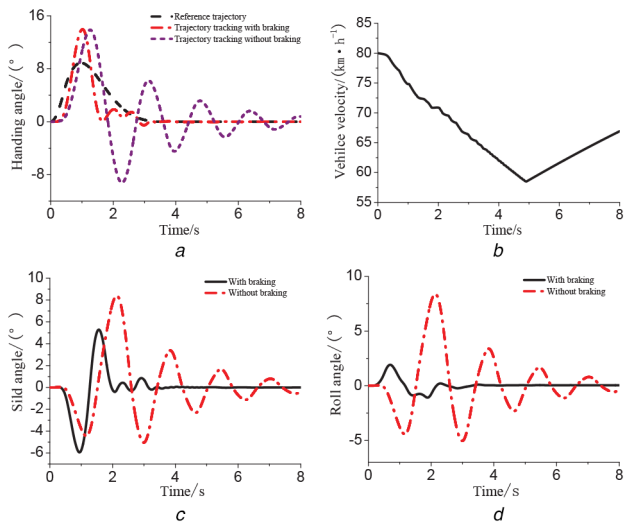 a
16
8
0
-8
Handing angle/(°)
Reference trajectory
Trajectory tracking with braking
Trajectory tracking without braking
0 2 4 6 8
Time/s
a
b
85
80
75
70
65
60
55
Vehilce velocity/(km·h⁻¹)
0 2 4 6 8
Time/s
b
c
10
8
6
4
2
0
-2
-4
-6
Sild angle/(°)
With braking
Without braking
0 2 4 6 8
Time/s
c
d
10
5
0
-5
Roll angle/(°)
With braking
Without braking
0 2 4 6 8
Time/s
d